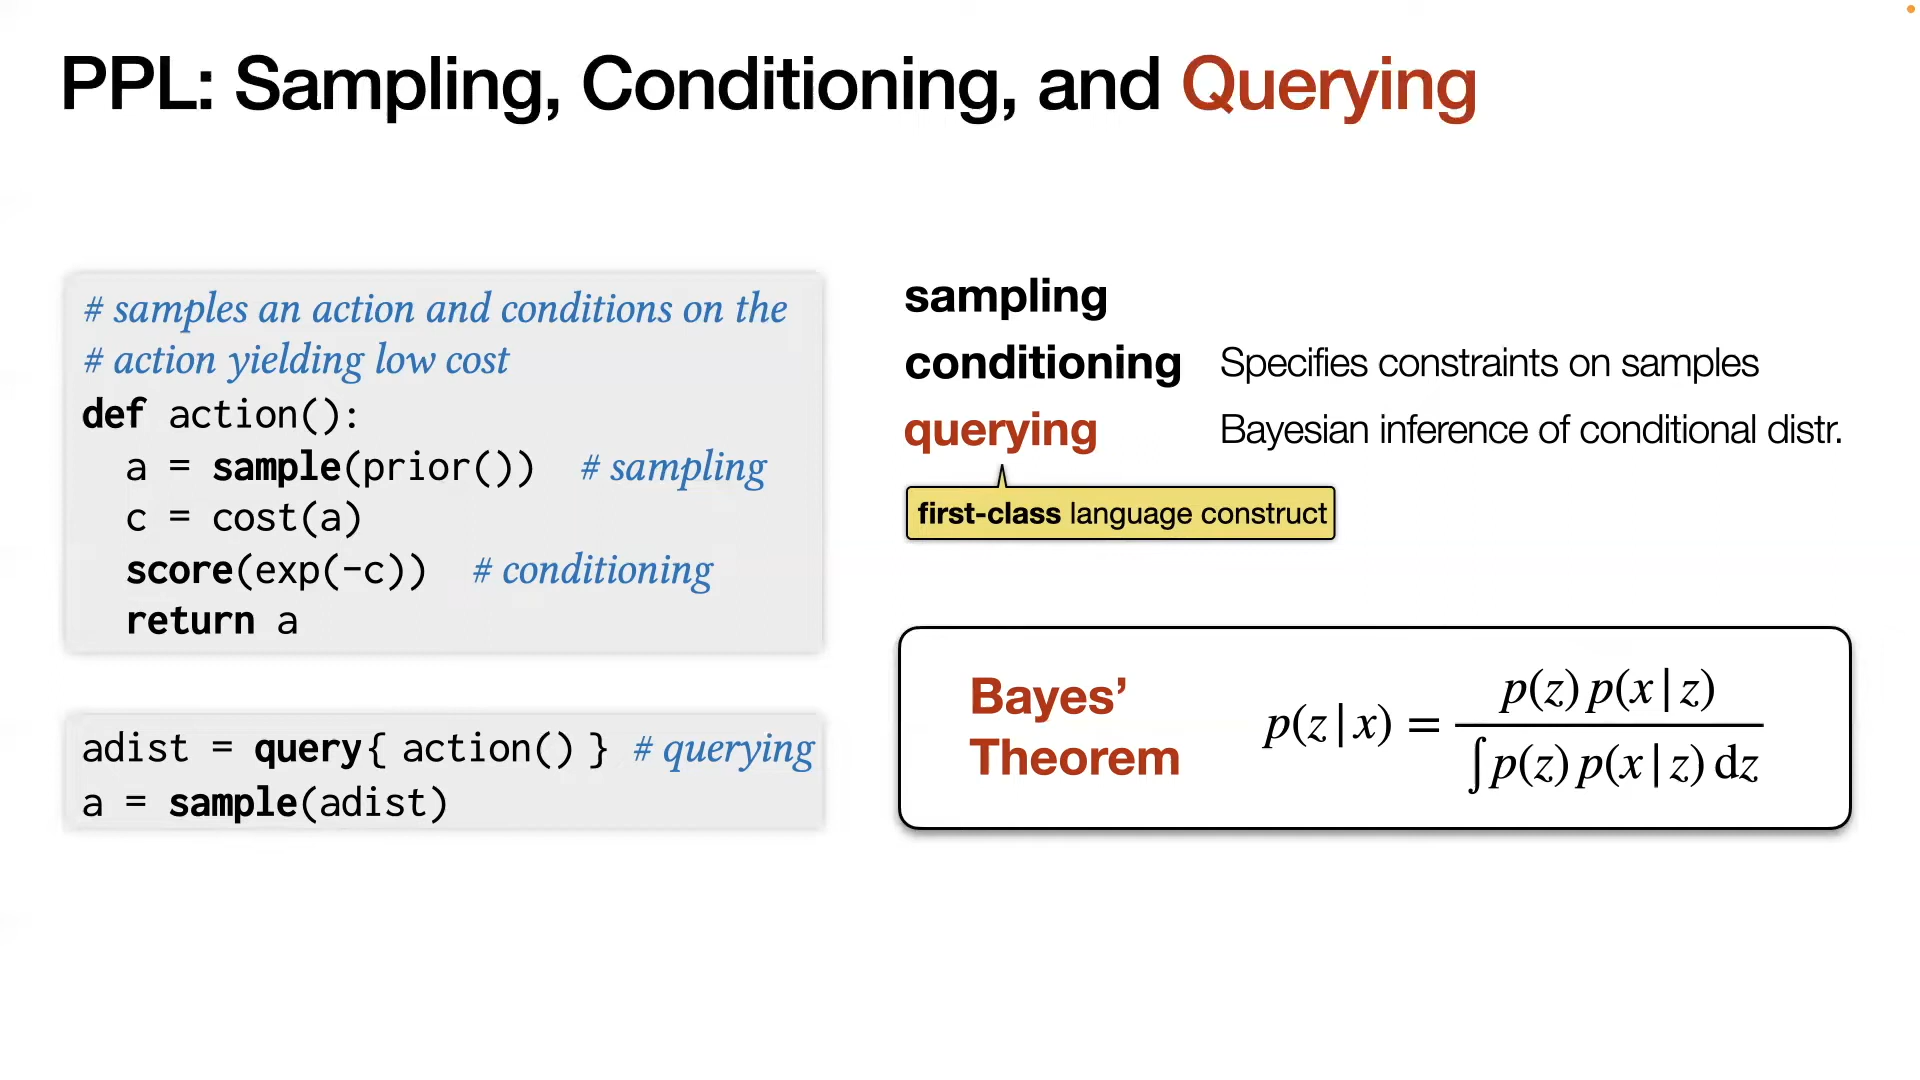 PPL: Sampling, Conditioning, and Querying
# samples an action and conditions on the
# action yielding low cost
def action():
  a = sample(prior())  # sampling
  c = cost(a)
  score(exp(-c))  # conditioning
  return a
adist = query{ action() } # querying
a = sample(adist)
sampling
conditioning Specifies constraints on samples
querying Bayesian inference of conditional distr.
first-class language construct
Bayes’
Theorem
p(z|x) = p(z) p(x|z) / ∫p(z) p(x|z) dz